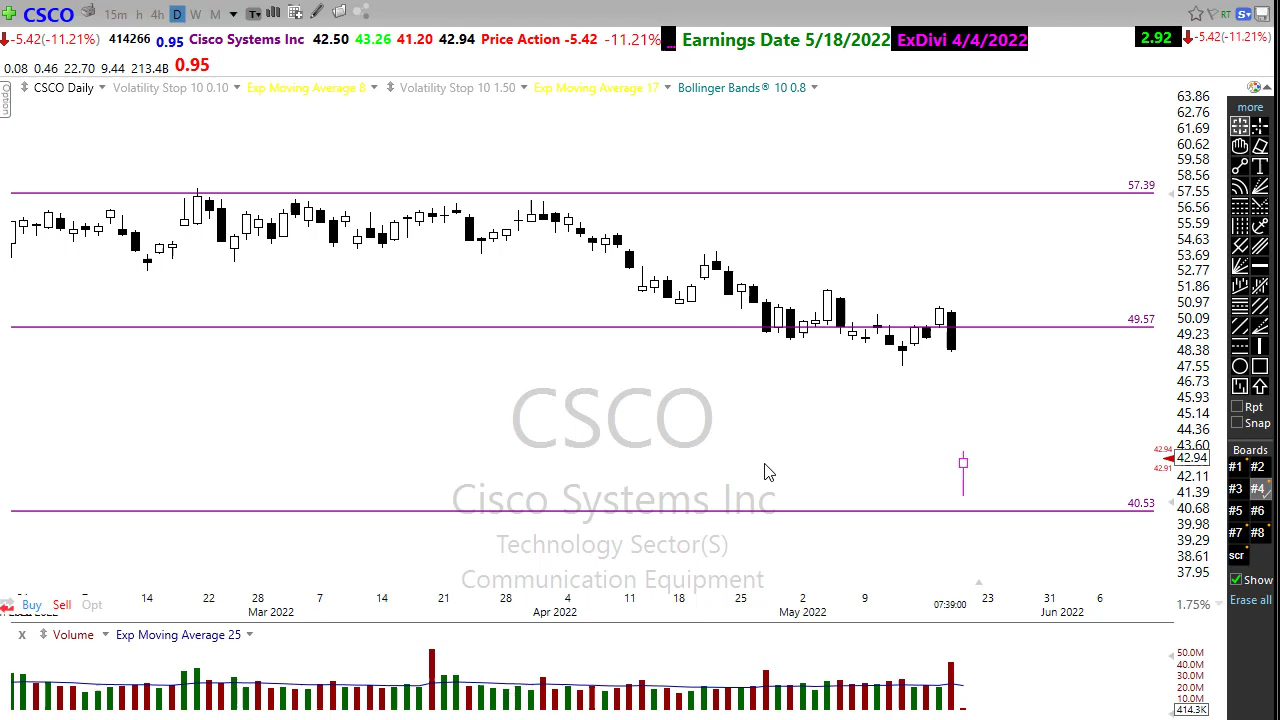 CSCO 15m h 4h D W M T RT S
-5.42(-11.21%) 414266 0.95 Cisco Systems Inc 42.50 43.26 41.20 42.94 Price Action -5.42 -11.21% Earnings Date 5/18/2022 ExDivi 4/4/2022 2.92 -5.42(-11.21%)
0.08 0.46 22.70 9.44 213.4B 0.95
Option
CSCO Daily Volatility Stop 10 0.10 Exp Moving Average 8 Volatility Stop 10 1.50 Exp Moving Average 17 Bollinger Bands® 10 0.8
63.86
62.76
61.69
60.62
59.58
58.56
57.55
56.56
55.59
54.63
53.69
52.77
51.86
50.97
50.09
49.23
48.38
47.55
46.73
45.93
45.14
44.36
43.60
42.94
42.11
41.39
40.68
39.98
39.29
38.61
37.95
57.39
49.57
40.53
42.94
42.91
more
T
Rpt
Snap
Boards
#1 #2
#3 #4
#5 #6
#7 #8
scr
Show
Erase all
CSCO
Cisco Systems Inc
Technology Sector(S)
Communication Equipment
14 22 28 7 14 21 28 4 11 18 25 2 9 07:39:00 23 31 6
Mar 2022 Apr 2022 May 2022 Jun 2022
Buy Sell Opt
1.75%
x Volume Exp Moving Average 25
50.0M
40.0M
30.0M
20.0M
10.0M
414.3K